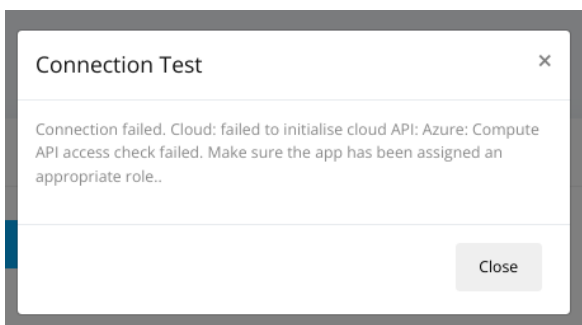 Connection Test
×
Connection failed. Cloud: failed to initialise cloud API: Azure: Compute
API access check failed. Make sure the app has been assigned an
appropriate role..
Close